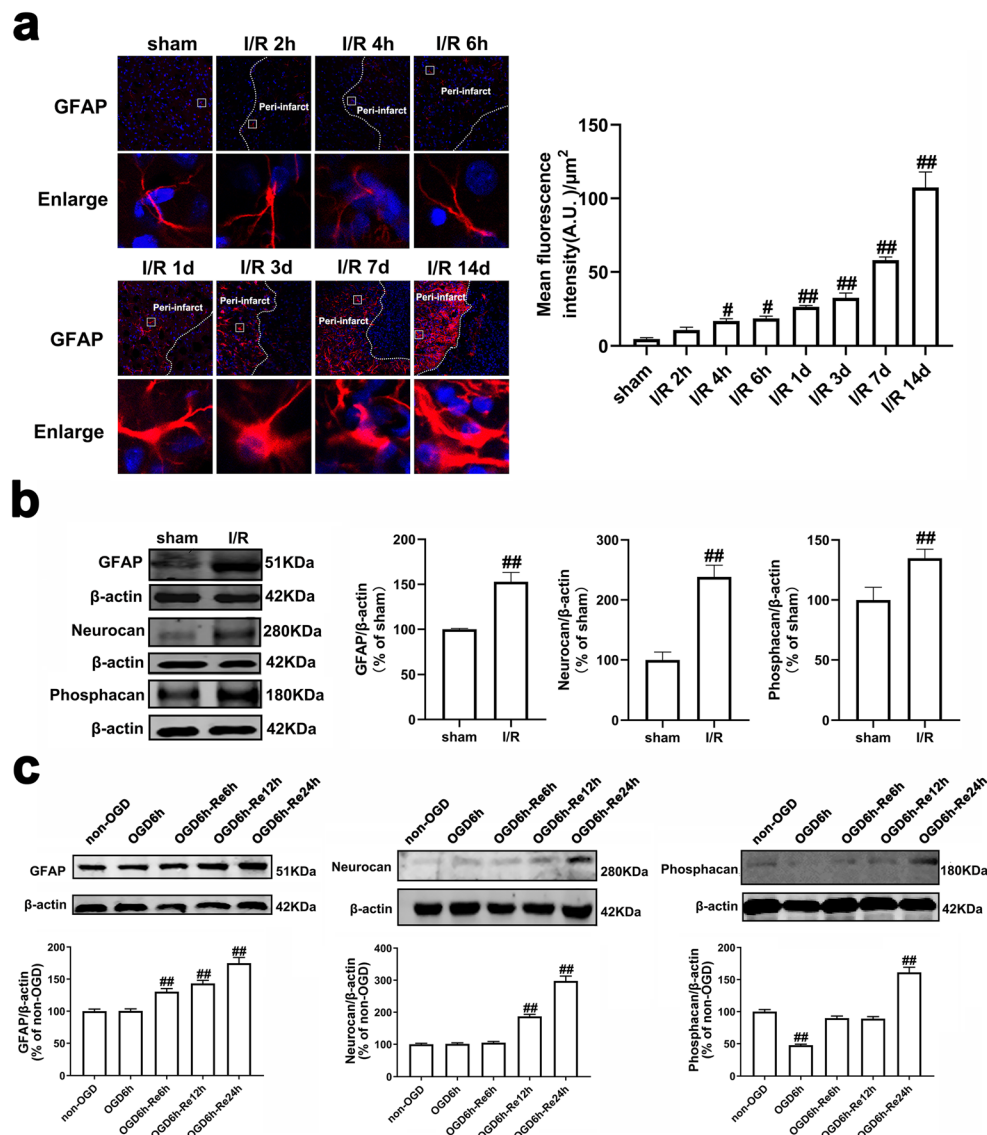 a
sham I/R 2h I/R 4h I/R 6h
GFAP
Peri-infarct Peri-infarct Peri-infarct
Enlarge
I/R 1d I/R 3d I/R 7d I/R 14d
GFAP
Peri-infarct Peri-infarct Peri-infarct Peri-infarct
Enlarge
Mean fluorescence
intensity(A.U. )/μm²
150
100
50
0
# # ## ## ## ##
sham I/R 2h I/R 4h I/R 6h I/R 1d I/R 3d I/R 7d I/R 14d
b
sham I/R
GFAP 51KDa
β-actin 42KDa
Neurocan 280KDa
β-actin 42KDa
Phosphacan 180KDa
β-actin 42KDa
GFAP/β-actin
(% of sham)
200
150
100
50
0
##
sham I/R
Neurocan/β-actin
(% of sham)
300
200
100
0
##
sham I/R
Phosphacan/β-actin
(% of sham)
150
100
50
0
##
sham I/R
c
non-OGD OGD6h OGD6h-Re6h OGD6h-Re12h OGD6h-Re24h
GFAP 51KDa
β-actin 42KDa
GFAP/β-actin
(% of non-OGD)
200
150
100
50
0
## ## ##
non-OGD OGD6h OGD6h-Re6h OGD6h-Re12h OGD6h-Re24h
non-OGD OGD6h OGD6h-Re6h OGD6h-Re12h OGD6h-Re24h
Neurocan 280KDa
β-actin 42KDa
Neurocan/β-actin
(% of non-OGD)
400
300
200
100
0
## ##
non-OGD OGD6h OGD6h-Re6h OGD6h-Re12h OGD6h-Re24h
non-OGD OGD6h OGD6h-Re6h OGD6h-Re12h OGD6h-Re24h
Phosphacan 180KDa
β-actin 42KDa
Phosphacan/β-actin
(% of non-OGD)
200
150
100
50
0
## ##
non-OGD OGD6h OGD6h-Re6h OGD6h-Re12h OGD6h-Re24h